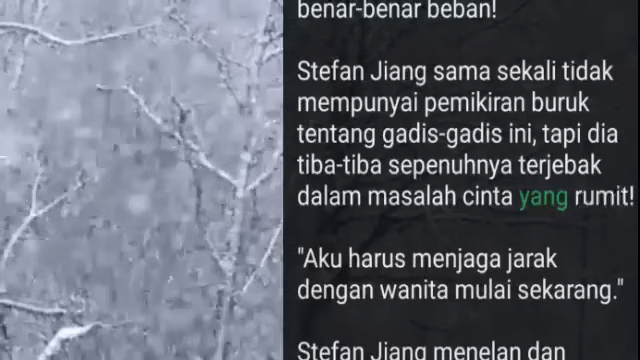 benar-benar beban!
Stefan Jiang sama sekali tidak
mempunyai pemikiran buruk
tentang gadis-gadis ini, tapi dia
tiba-tiba sepenuhnya terjebak
dalam masalah cinta yang rumit!
"Aku harus menjaga jarak
dengan wanita mulai sekarang."
Stefan Jiang menelan dan